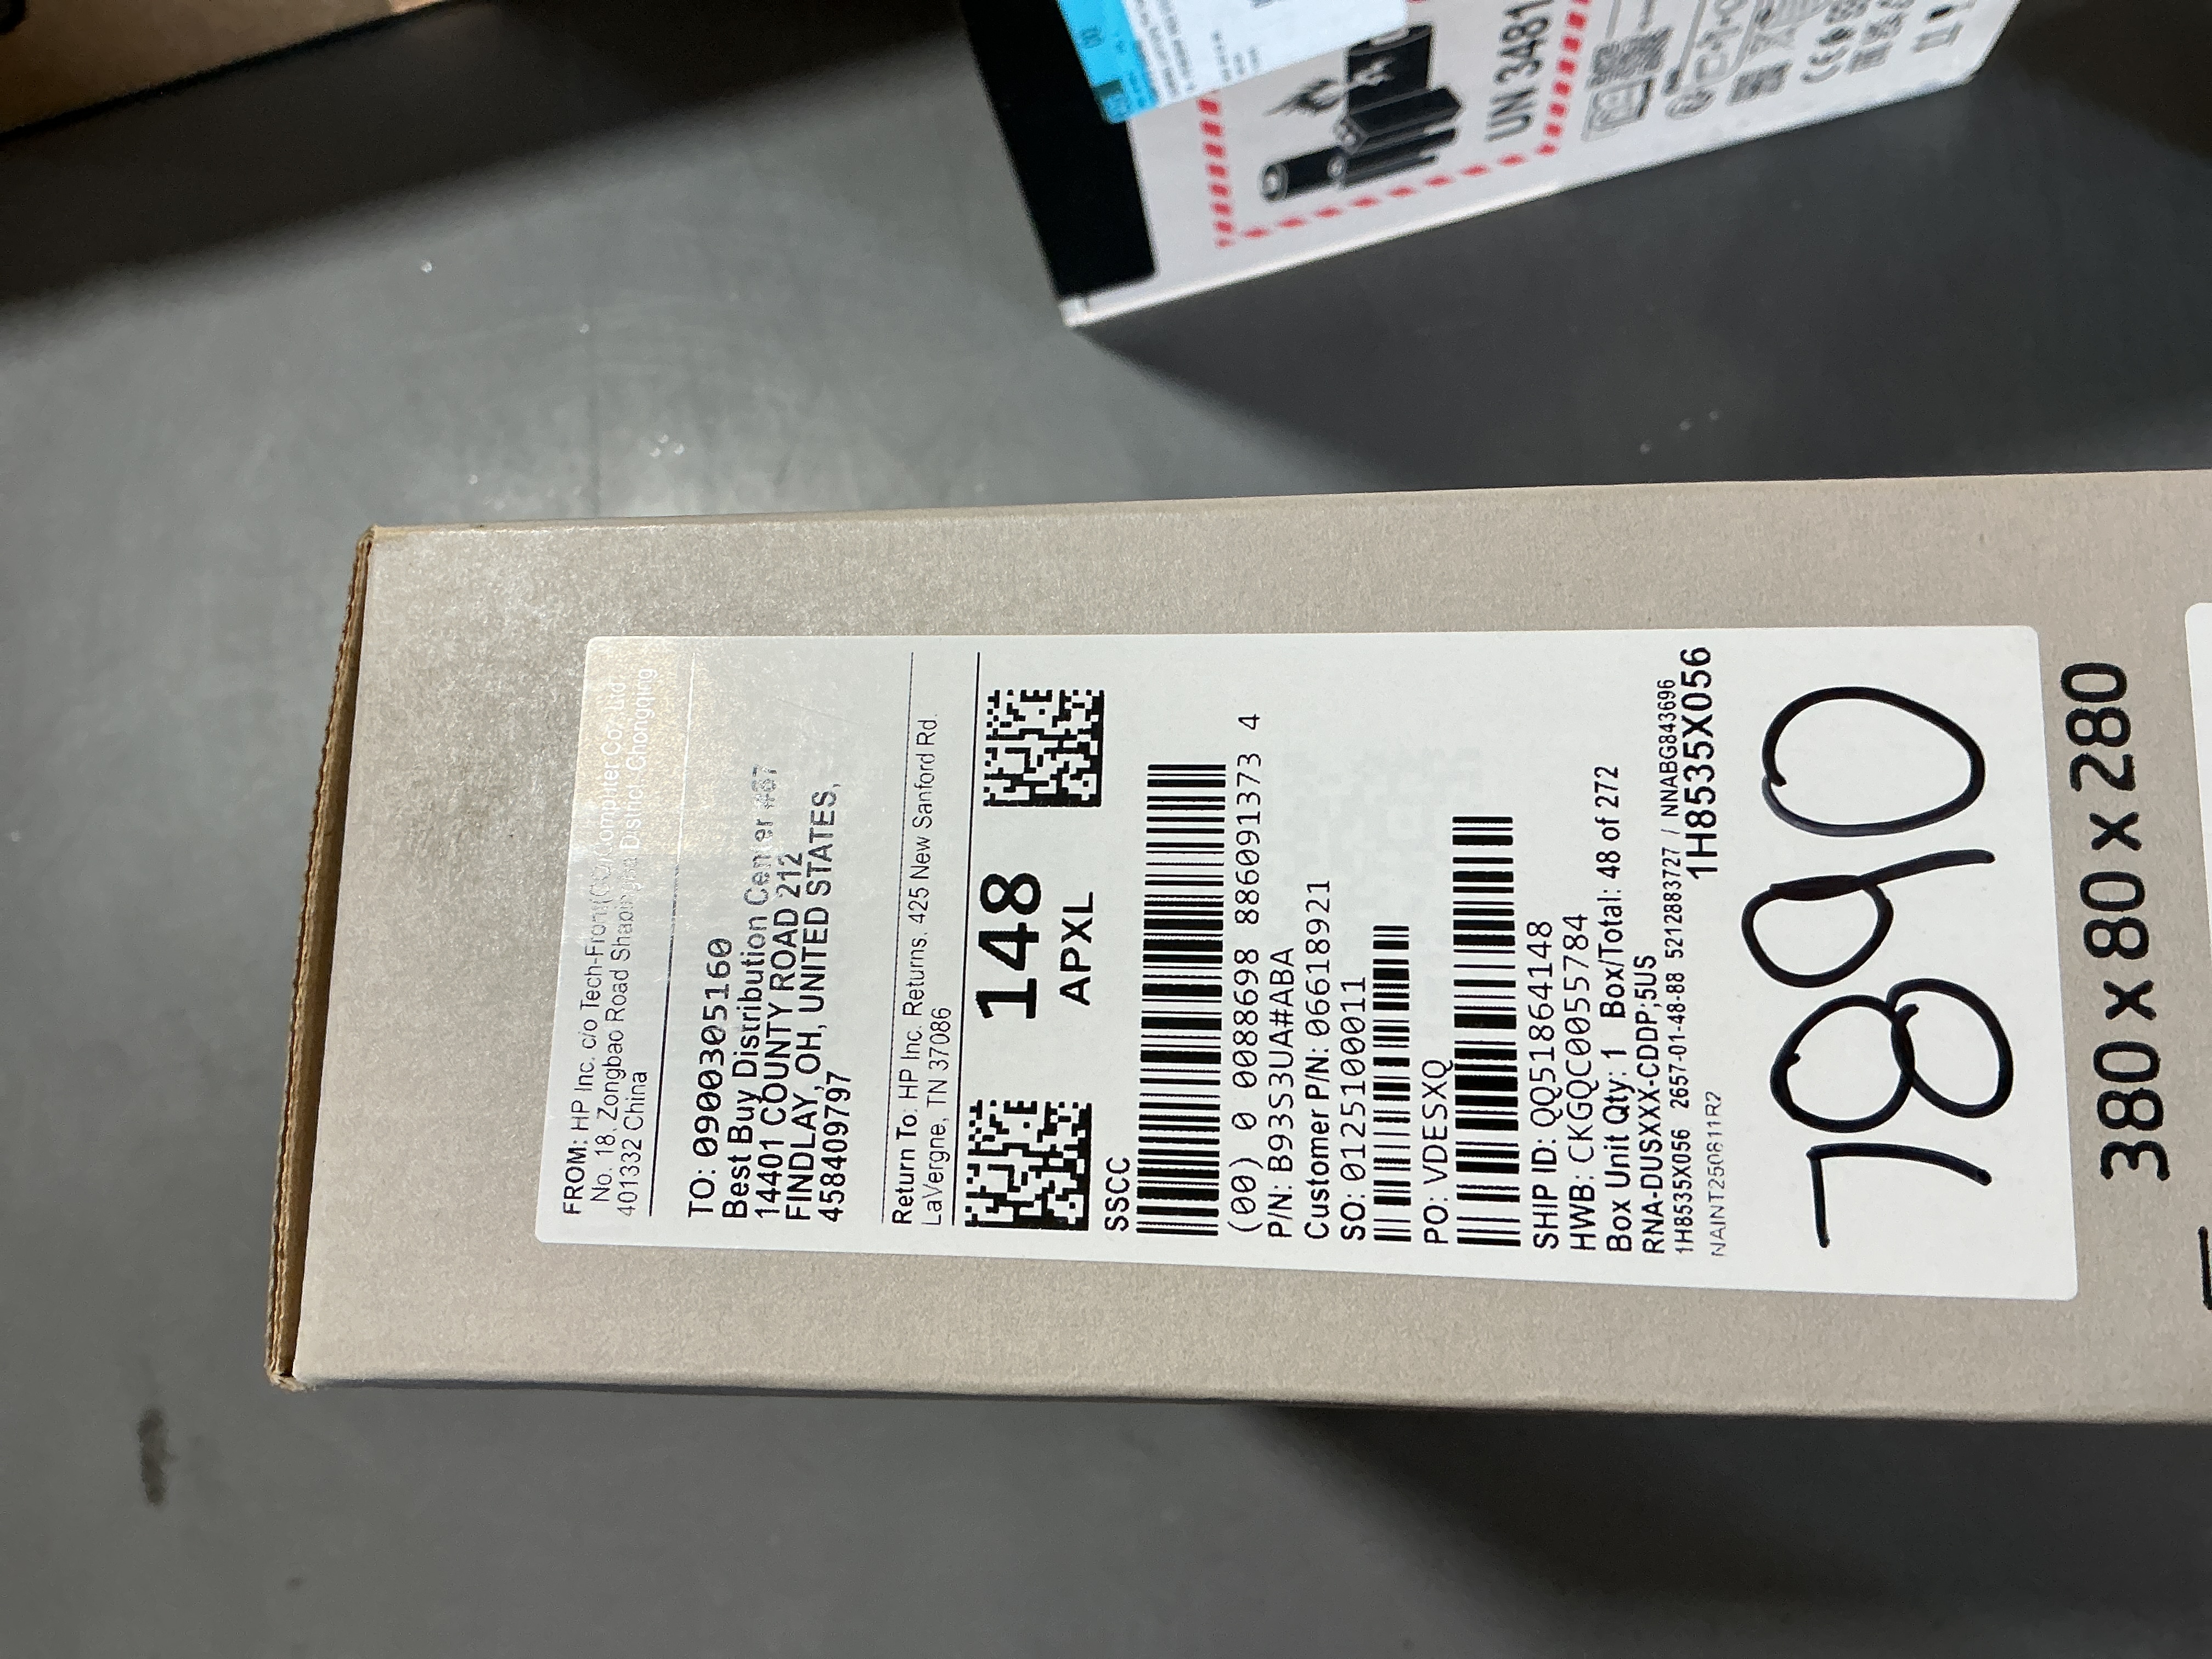 FROM: HP Inc. c/o Tech-Front(CQ)Computer Co. Ltd.
No. 18, Zongbao Road Shapingba District, Chongqing
401332 China
TO: 0900305160
Best Buy Distribution Center 487
14401 COUNTY ROAD 212
FINDLAY, OH, UNITED STATES,
458409797
Return To: HP Inc. Returns, 425 New Sanford Rd.
LaVergne, TN 37086
148
APXL
SSCC
(00) 0 0088698 886091373 4
P/N: B93S3UA#ABA
Customer P/N: 06618921
SO: 0125100011
PO: VDESXQ
SHIP ID: QQ51864148
HWB: CKGQC0055784
Box Unit Qty: 1 Box/Total: 48 of 272
RNA-DUSXXX-CDDP,5US
1H8535X056 2657-01-48-88 5212883727 / NNABG843696
NAINT250611R2 1H8535X056
7890
380 x 80 x 280
UN 3481